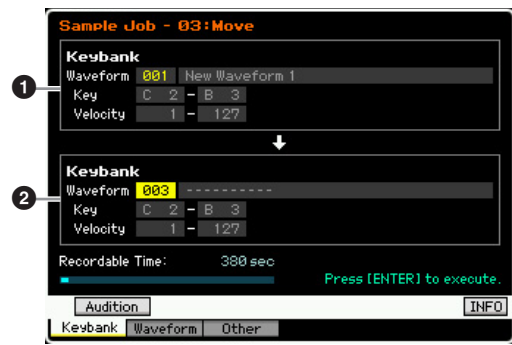 Sample Job - 03:Move
Keybank
Waveform 001 New Waveform 1
Key C 2 - B 3
Velocity 1 - 127
1
Keybank
Waveform 003 ----------
Key C 2 - B 3
Velocity 1 - 127
2
Recordable Time: 380 sec
Press [ENTER] to execute.
Audition INFO
Keybank Waveform Other